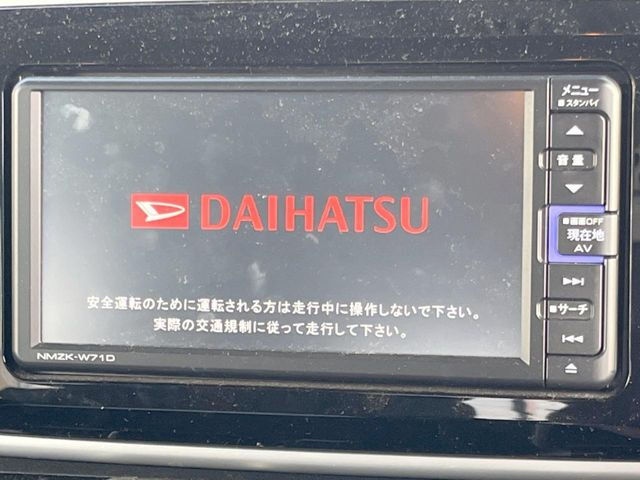 DAIHATSU
安全運転のために運転される方は走行中に操作しないで下さい。
実際の交通規制に従って走行して下さい。
NMZK-W71D
メニュー
スタンバイ
音量
画面OFF
現在地
AV
サーチ